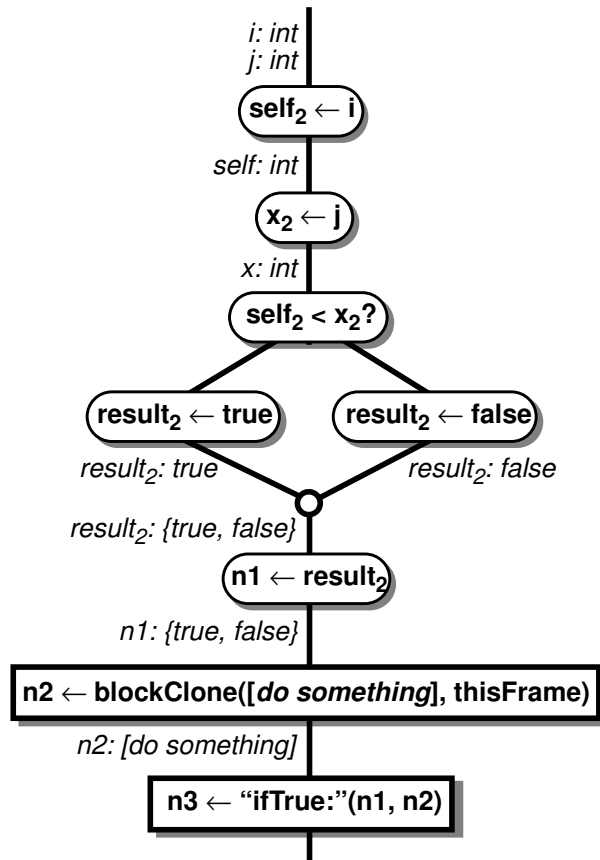 i: int
j: int
self₂ ← i
self: int
x₂ ← j
x: int
self₂ < x₂?
result₂ ← true
result₂ ← false
result₂: true
result₂: false
result₂: {true, false}
n1 ← result₂
n1: {true, false}
n2 ← blockClone([do something], thisFrame)
n2: [do something]
n3 ← “ifTrue:”(n1, n2)